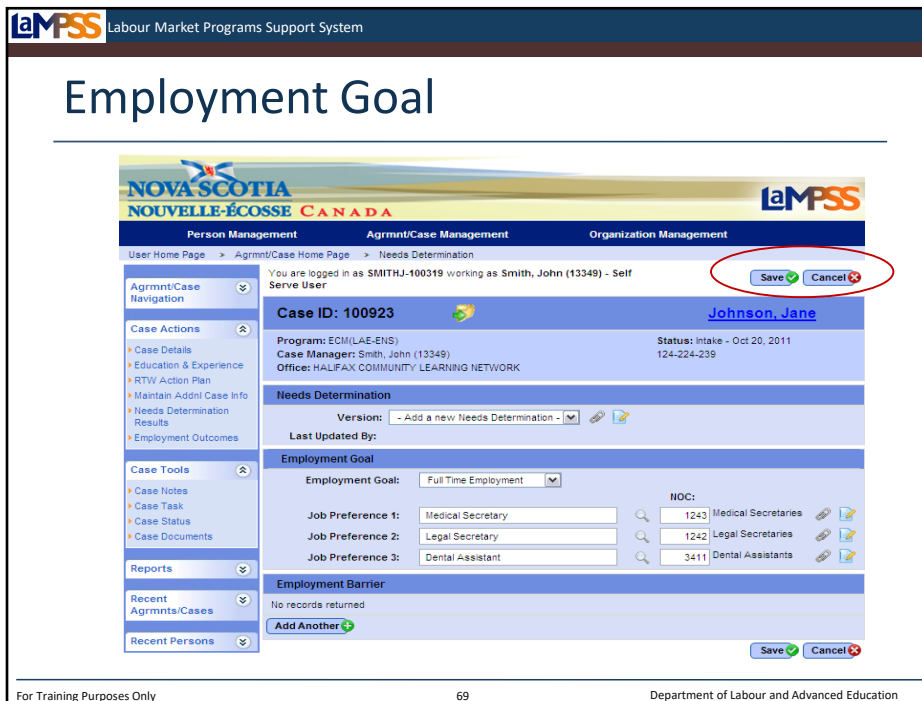 LaMPSS Labour Market Programs Support System
Employment Goal
NOVA SCOTIA
NOUVELLE-ÉCOSSE CANADA
LaMPSS
Person Management Agrmnt/Case Management Organization Management
User Home Page > Agrmnt/Case Home Page > Needs Determination
You are logged in as SMITHJ-100319 working as Smith, John (13349) - Self Serve User
Save Cancel
Agrmnt/Case Navigation
Case Actions
Case Details
Education & Experience
RTW Action Plan
Maintain Addnl Case Info
Needs Determination Results
Employment Outcomes
Case Tools
Case Notes
Case Task
Case Status
Case Documents
Reports
Recent Agrmnts/Cases
Recent Persons
Case ID: 100923 Johnson, Jane
Program: ECM(LAE-ENS) Status: Intake - Oct 20, 2011
Case Manager: Smith, John (13349) 124-224-239
Office: HALIFAX COMMUNITY LEARNING NETWORK
Needs Determination
Version: - Add a new Needs Determination -
Last Updated By:
Employment Goal
Employment Goal: Full Time Employment
NOC:
Job Preference 1: Medical Secretary 1243 Medical Secretaries
Job Preference 2: Legal Secretary 1242 Legal Secretaries
Job Preference 3: Dental Assistant 3411 Dental Assistants
Employment Barrier
No records returned
Add Another
Save Cancel
For Training Purposes Only 69 Department of Labour and Advanced Education